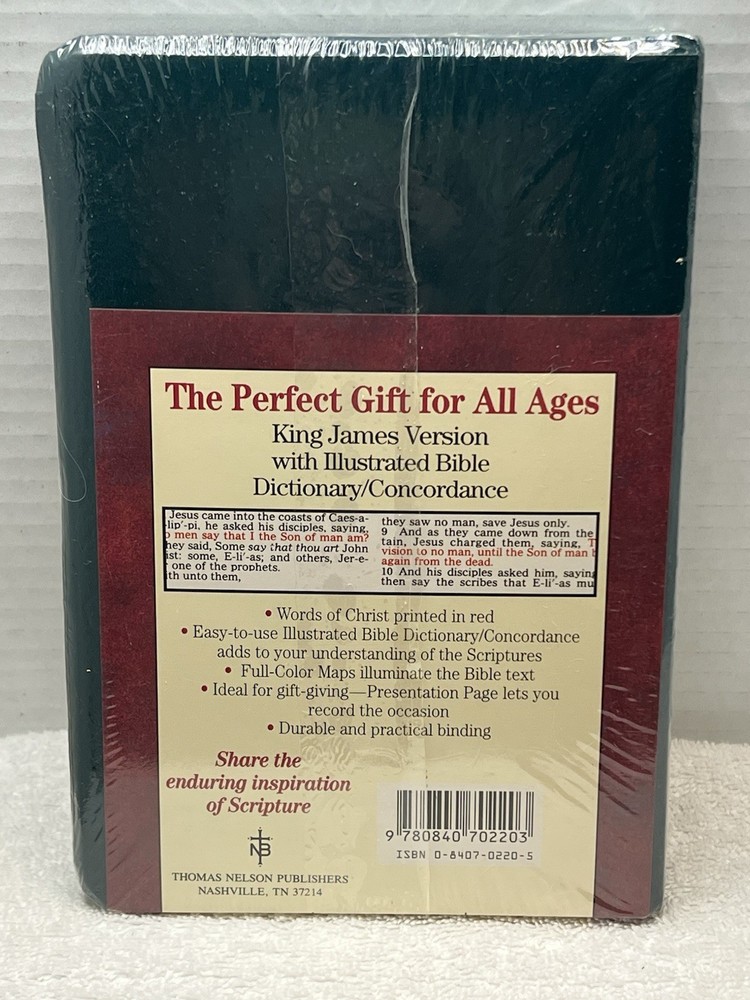 The Perfect Gift for All Ages
King James Version
with Illustrated Bible
Dictionary/Concordance
Jesus came into the coasts of Caes-a-
lip′-pi, he asked his disciples, saying,
men say that I the Son of man am?
hey said, Some say that thou art John
ist: some, E-li′-as; and others, Jer-e-
one of the prophets.
ith unto them,
they saw no man, save Jesus only.
9 And as they came down from the
tain, Jesus charged them, saying, T
vision to no man, until the Son of man
again from the dead.
10 And his disciples asked him, saying
then say the scribes that E-li′-as mu
• Words of Christ printed in red
• Easy-to-use Illustrated Bible Dictionary/Concordance
adds to your understanding of the Scriptures
• Full-Color Maps illuminate the Bible text
• Ideal for gift-giving—Presentation Page lets you
record the occasion
• Durable and practical binding
Share the
enduring inspiration
of Scripture
NB
THOMAS NELSON PUBLISHERS
NASHVILLE, TN 37214
9 780840 702203
ISBN 0-8407-0220-5